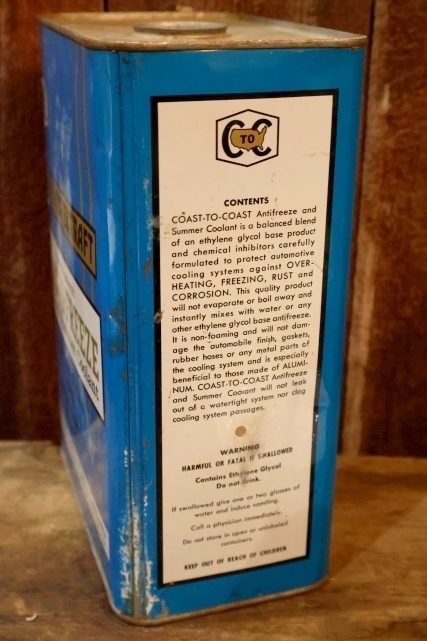 C TO C
CONTENTS
COAST-TO-COAST Antifreeze and
Summer Coolant is a balanced blend
of an ethylene glycol base product
and chemical inhibitors carefully
formulated to protect automotive
cooling systems against OVER-
HEATING, FREEZING, RUST and
CORROSION. This quality product
will not evaporate or boil away and
instantly mixes with water or any
other ethylene glycol base antifreeze.
It is non-foaming and will not dam-
age the automobile finish, gaskets,
rubber hoses or any metal parts of
the cooling system and is especially
beneficial to those made of ALUMI-
NUM. COAST-TO-COAST Antifreeze
and Summer Coolant will not leak
out of a watertight system nor clog
cooling system passages.
WARNING
HARMFUL OR FATAL IF SWALLOWED
Contains Ethylene Glycol
Do not drink.
If swallowed give one or two glasses of
water and induce vomiting.
Call a physician immediately.
Do not store in open or unlabeled
containers.
KEEP OUT OF REACH OF CHILDREN
RAFT
EEZE